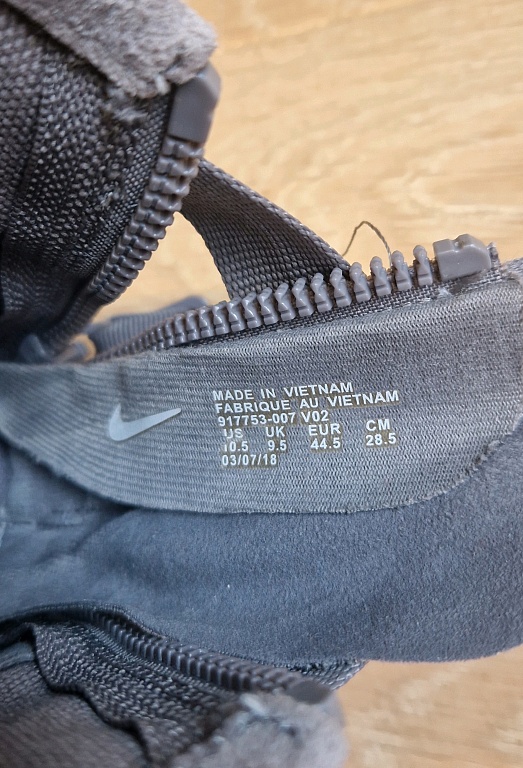 MADE IN VIETNAM
FABRIQUE AU VIETNAM
917753-007 V02
US UK EUR CM
10.5 9.5 44.5 28.5
03/07/18